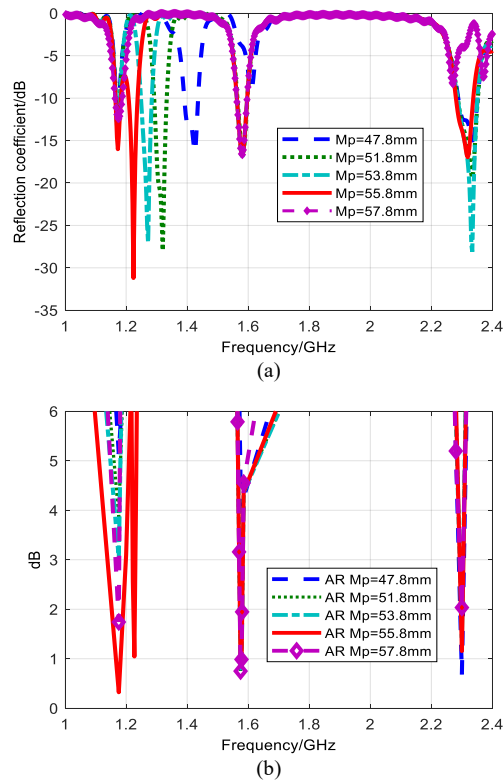 0
-5
-10
-15
-20
-25
-30
-35
Reflection coefficient/dB
Mp=47.8mm
Mp=51.8mm
Mp=53.8mm
Mp=55.8mm
Mp=57.8mm
1 1.2 1.4 1.6 1.8 2 2.2 2.4
Frequency/GHz
(a)
6
5
4
3
2
1
0
dB
AR Mp=47.8mm
AR Mp=51.8mm
AR Mp=53.8mm
AR Mp=55.8mm
AR Mp=57.8mm
1 1.2 1.4 1.6 1.8 2 2.2 2.4
Frequency/GHz
(b)